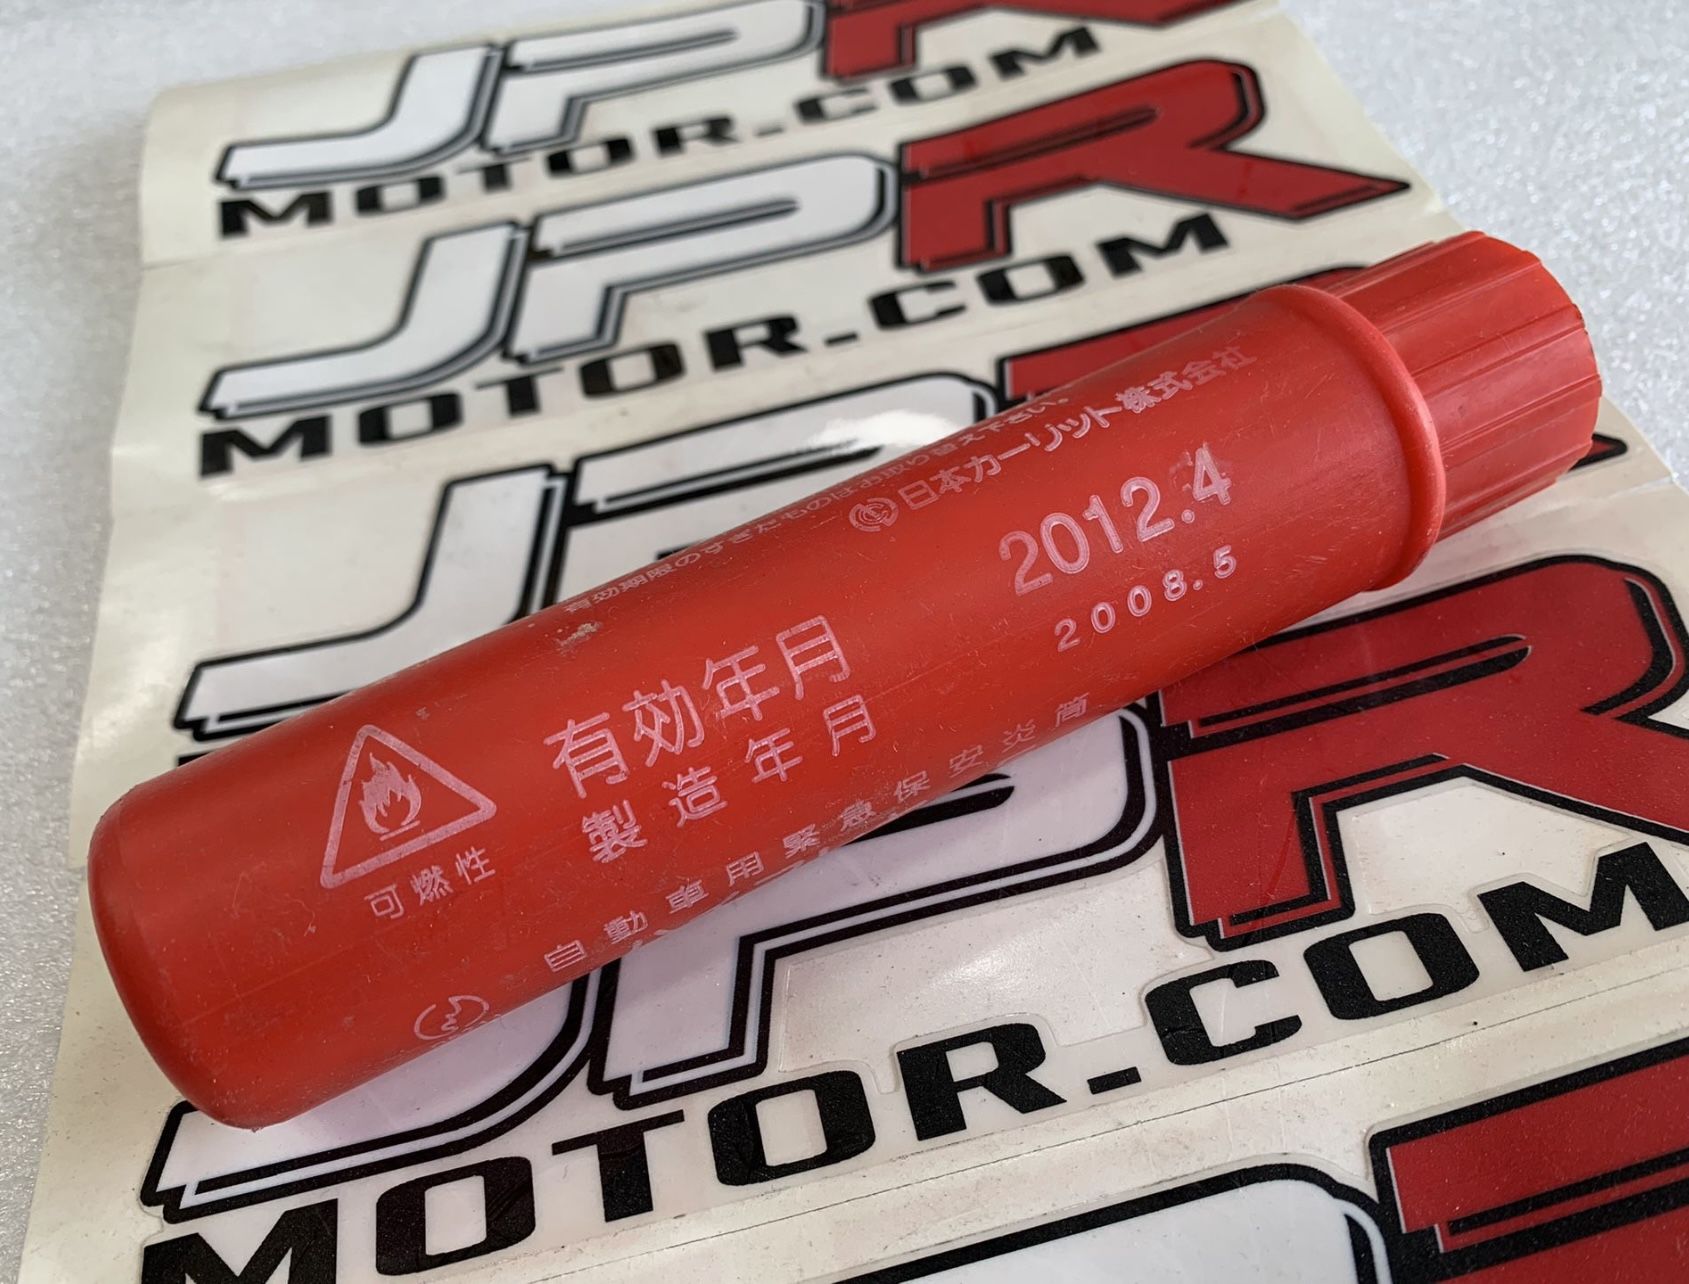 JPR
MOTOR.COM
JPR
MOTOR.COM
有効期限のすぎたものはお取り替え下さい。
日本カーリット株式会社
有効年月 2012.4
製造年月 2008.5
自動車用緊急保安炎筒
可燃性
JPR
MOTOR.COM